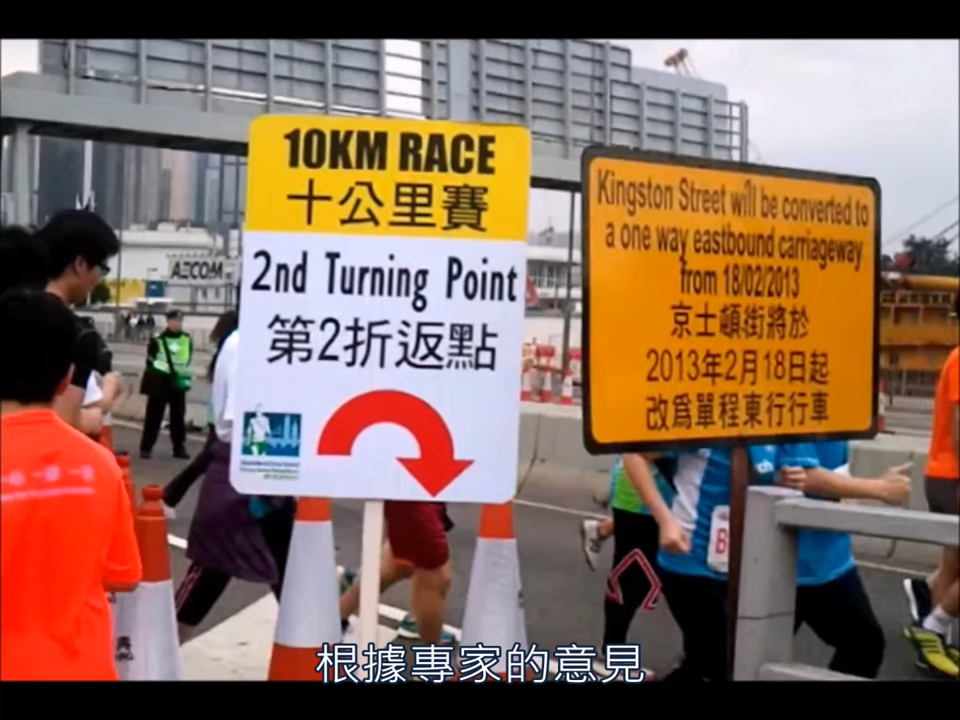 10KM RACE
十公里賽
2nd Turning Point
第2折返點
Kingston Street will be converted to
a one way eastbound carriageway
from 18/02/2013
京士頓街將於
2013年2月18日起
改爲單程東行行車
AECOM
根據專家的意見